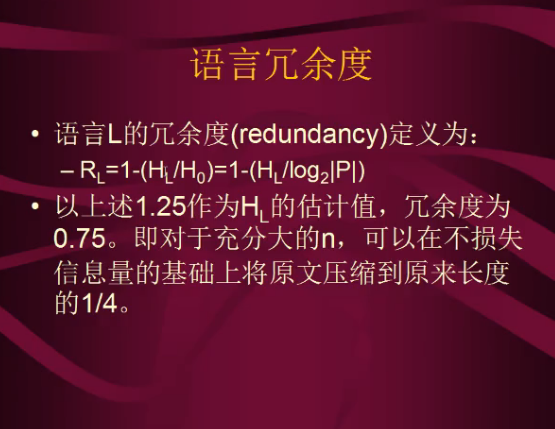 语言冗余度
• 语言L的冗余度(redundancy)定义为：
– R_L=1-(H_L/H_0)=1-(H_L/log_2|P|)
• 以上述1.25作为H_L的估计值，冗余度为
0.75。即对于充分大的n，可以在不损失
信息量的基础上将原文压缩到原来长度
的1/4。